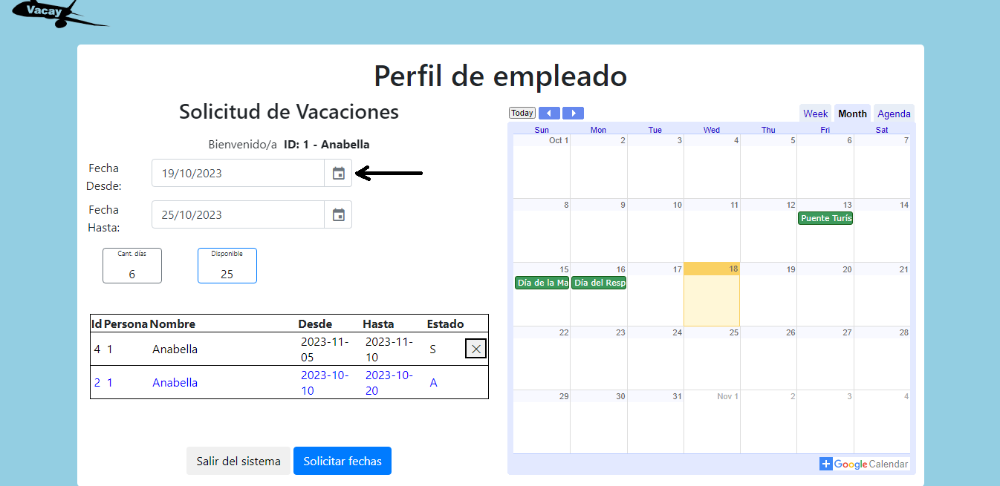 Vacay
Perfil de empleado
Solicitud de Vacaciones
Bienvenido/a ID: 1 - Anabella
Fecha
Desde:
19/10/2023
Fecha
Hasta:
25/10/2023
Cant. días
6
Disponible
25
Id Persona Nombre Desde Hasta Estado
4 1 Anabella 2023-11-05 2023-11-10 S
2 1 Anabella 2023-10-10 2023-10-20 A
Salir del sistema
Solicitar fechas
Today
Week Month Agenda
Sun Mon Tue Wed Thu Fri Sat
Oct 1 2 3 4 5 6 7
8 9 10 11 12 13 14
Puente Turís
15 16 17 18 19 20 21
Día de la Ma Día del Resp
22 23 24 25 26 27 28
29 30 31 Nov 1 2 3 4
Google Calendar